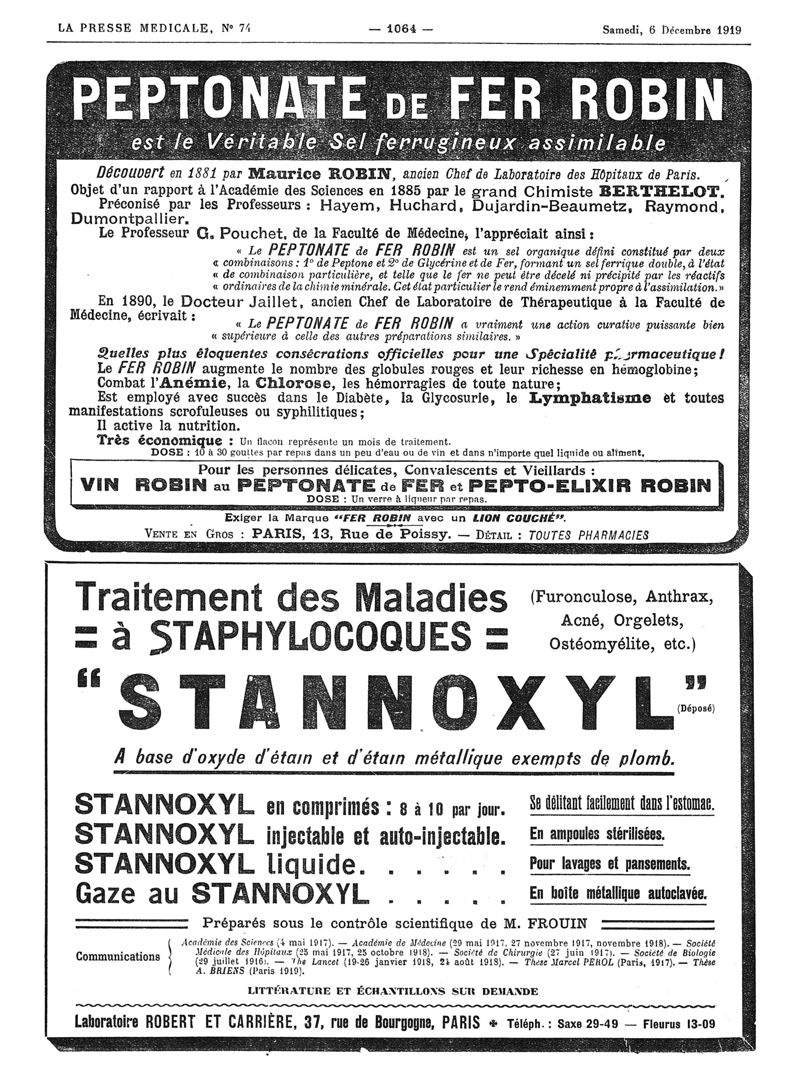 LA PRESSE MEDICALE, N° 74 — 1064 — Samedi, 6 Décembre 1919
PEPTONATE DE FER ROBIN
est le Véritable Sel ferrugineux assimilable
Découvert en 1881 par Maurice ROBIN, ancien Chef de Laboratoire des Hôpitaux de Paris.
Objet d'un rapport à l'Académie des Sciences en 1885 par le grand Chimiste BERTHELOT.
Préconisé par les Professeurs : Hayem, Huchard, Dujardin-Beaumetz, Raymond,
Dumontpallier.
Le Professeur G. Pouchet, de la Faculté de Médecine, l'appréciait ainsi :
« Le PEPTONATE de FER ROBIN est un sel organique défini constitué par deux
« combinaisons : 1° de Peptone et 2° de Glycérine et de Fer, formant un sel ferrique double, à l'état
« de combinaison particulière, et telle que le fer ne peut être décelé ni précipité par les réactifs
« ordinaires de la chimie minérale. Cet état particulier le rend éminemment propre à l'assimilation. »
En 1890, le Docteur Jaillet, ancien Chef de Laboratoire de Thérapeutique à la Faculté de
Médecine, écrivait :
« Le PEPTONATE de FER ROBIN a vraiment une action curative puissante bien
« supérieure à celle des autres préparations similaires. »
Quelles plus éloquentes consécrations officielles pour une Spécialité pharmaceutique !
Le FER ROBIN augmente le nombre des globules rouges et leur richesse en hémoglobine ;
Combat l'Anémie, la Chlorose, les hémorragies de toute nature ;
Est employé avec succès dans le Diabète, la Glycosurie, le Lymphatisme et toutes
manifestations scrofuleuses ou syphilitiques ;
Il active la nutrition.
Très économique : Un flacon représente un mois de traitement.
DOSE : 10 à 30 gouttes par repas dans un peu d'eau ou de vin et dans n'importe quel liquide ou aliment.
Pour les personnes délicates, Convalescents et Vieillards :
VIN ROBIN au PEPTONATE de FER et PEPTO-ELIXIR ROBIN
DOSE : Un verre à liqueur par repas.
Exiger la Marque "FER ROBIN avec un LION COUCHÉ".
VENTE EN GROS : PARIS, 13, Rue de Poissy. — DÉTAIL : TOUTES PHARMACIES
Traitement des Maladies
= à STAPHYLOCOQUES =
(Furonculose, Anthrax,
Acné, Orgelets,
Ostéomyélite, etc.)
"STANNOXYL"
(Déposé)
A base d'oxyde d'étain et d'étain métallique exempts de plomb.
STANNOXYL en comprimés : 8 à 10 par jour. Se délitant facilement dans l'estomac.
STANNOXYL injectable et auto-injectable. En ampoules stérilisées.
STANNOXYL liquide. . . . . . Pour lavages et pansements.
Gaze au STANNOXYL . . . . . En boîte métallique autoclavée.
Préparés sous le contrôle scientifique de M. FROUIN
Communications
Académie des Sciences (4 mai 1917). — Académie de Médecine (29 mai 1917, 27 novembre 1917, novembre 1918). — Société
Médicale des Hôpitaux (25 mai 1917, 25 octobre 1918). — Société de Chirurgie (27 juin 1917). — Société de Biologie
(29 juillet 1916). — The Lancet (19-26 janvier 1918, 24 août 1918). — Thèse Marcel PEROL (Paris, 1917). — Thèse
A. BRIENS (Paris 1919).
LITTÉRATURE ET ÉCHANTILLONS SUR DEMANDE
Laboratoire ROBERT ET CARRIÈRE, 37, rue de Bourgogne, PARIS ✠ Téléph. : Saxe 29-49 — Fleurus 13-09